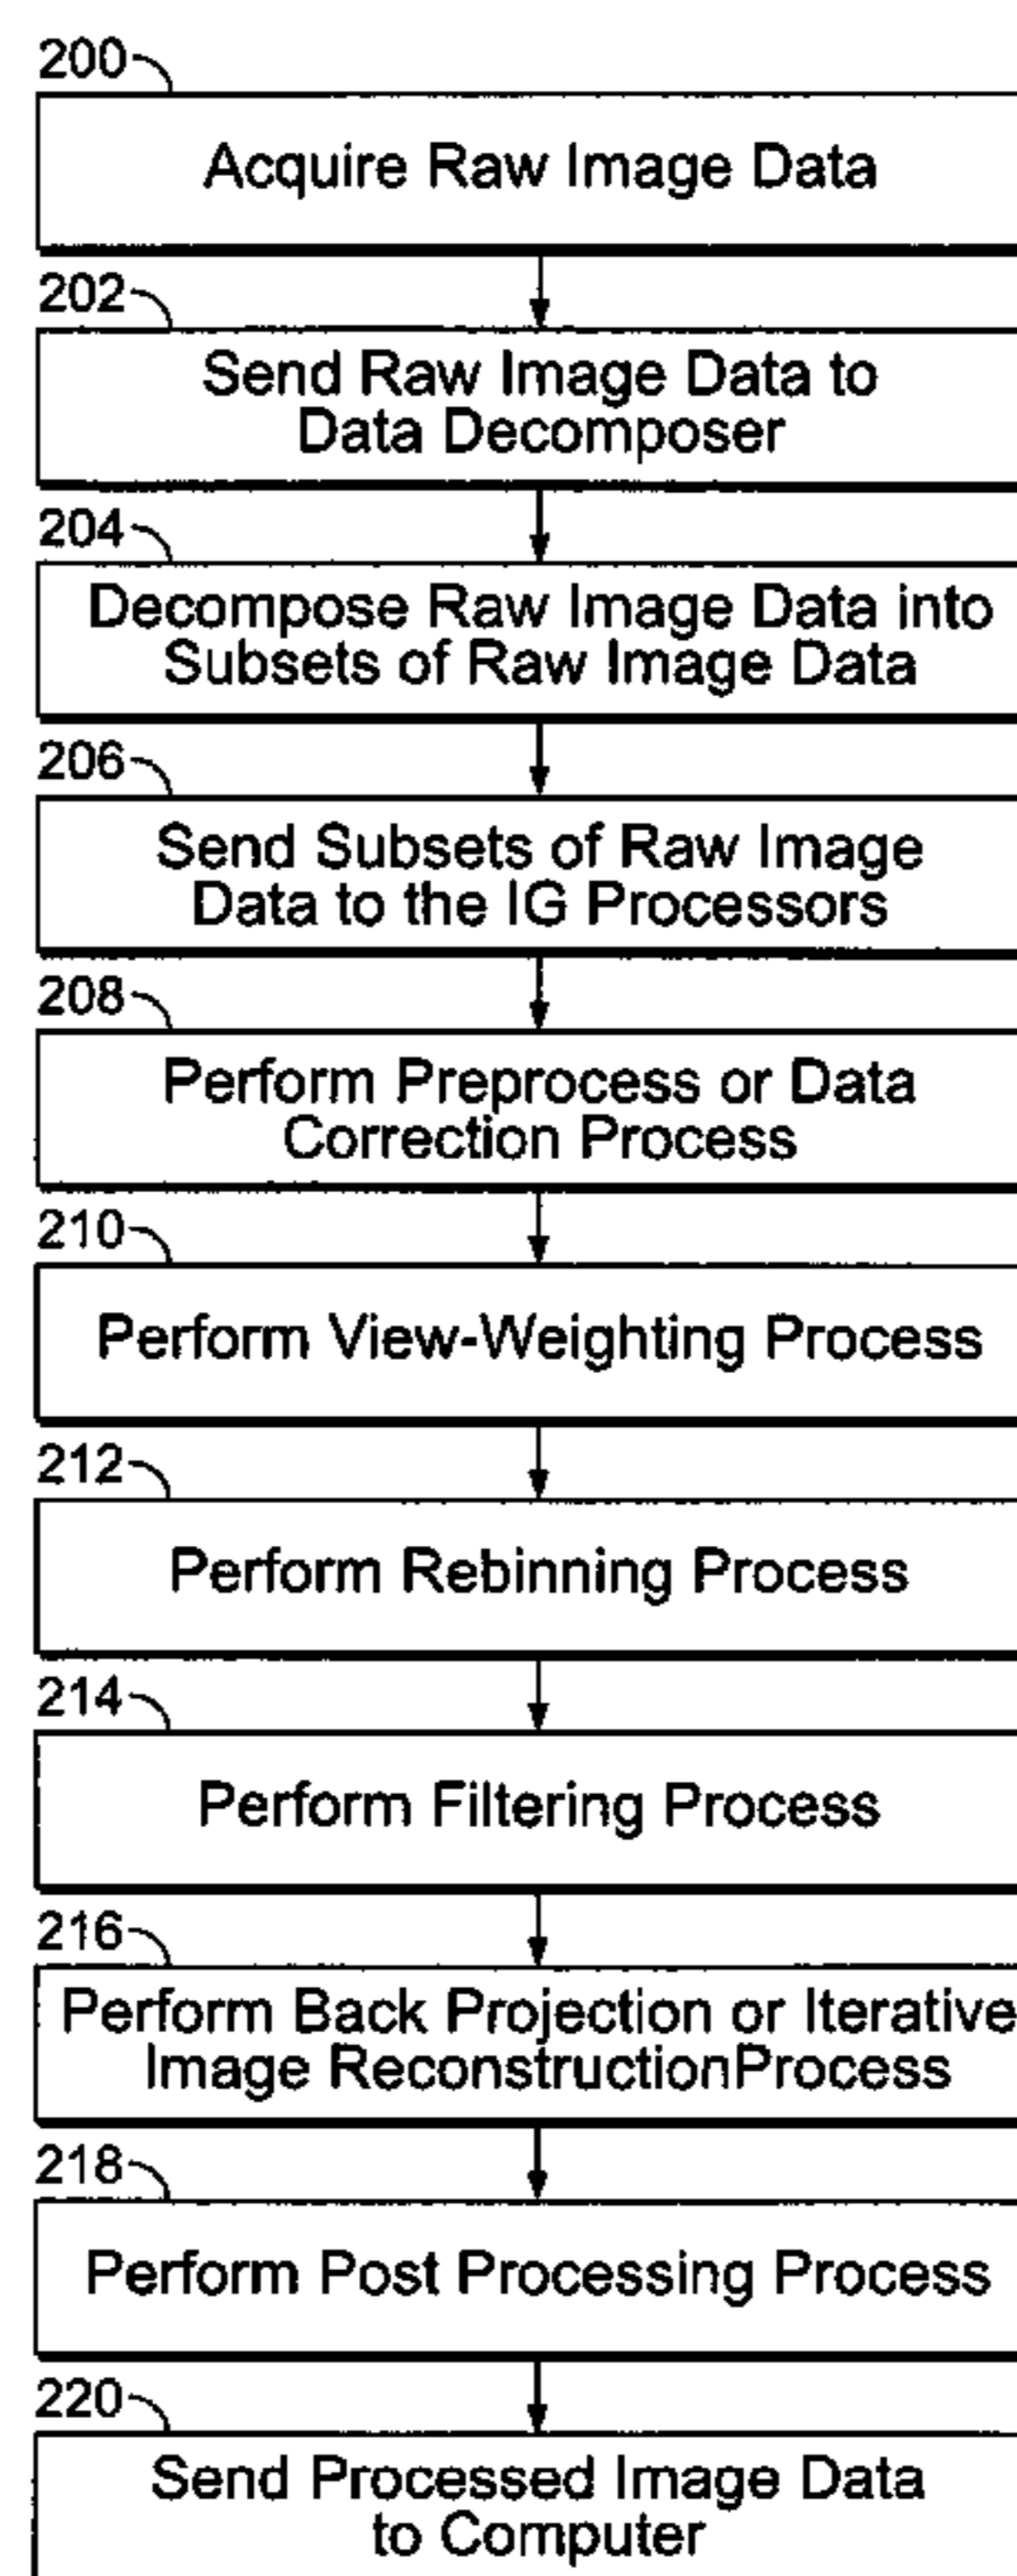 200
Acquire Raw Image Data
202
Send Raw Image Data to
Data Decomposer
204
Decompose Raw Image Data into
Subsets of Raw Image Data
206
Send Subsets of Raw Image
Data to the IG Processors
208
Perform Preprocess or Data
Correction Process
210
Perform View-Weighting Process
212
Perform Rebinning Process
214
Perform Filtering Process
216
Perform Back Projection or Iterative
Image ReconstructionProcess
218
Perform Post Processing Process
220
Send Processed Image Data
to Computer